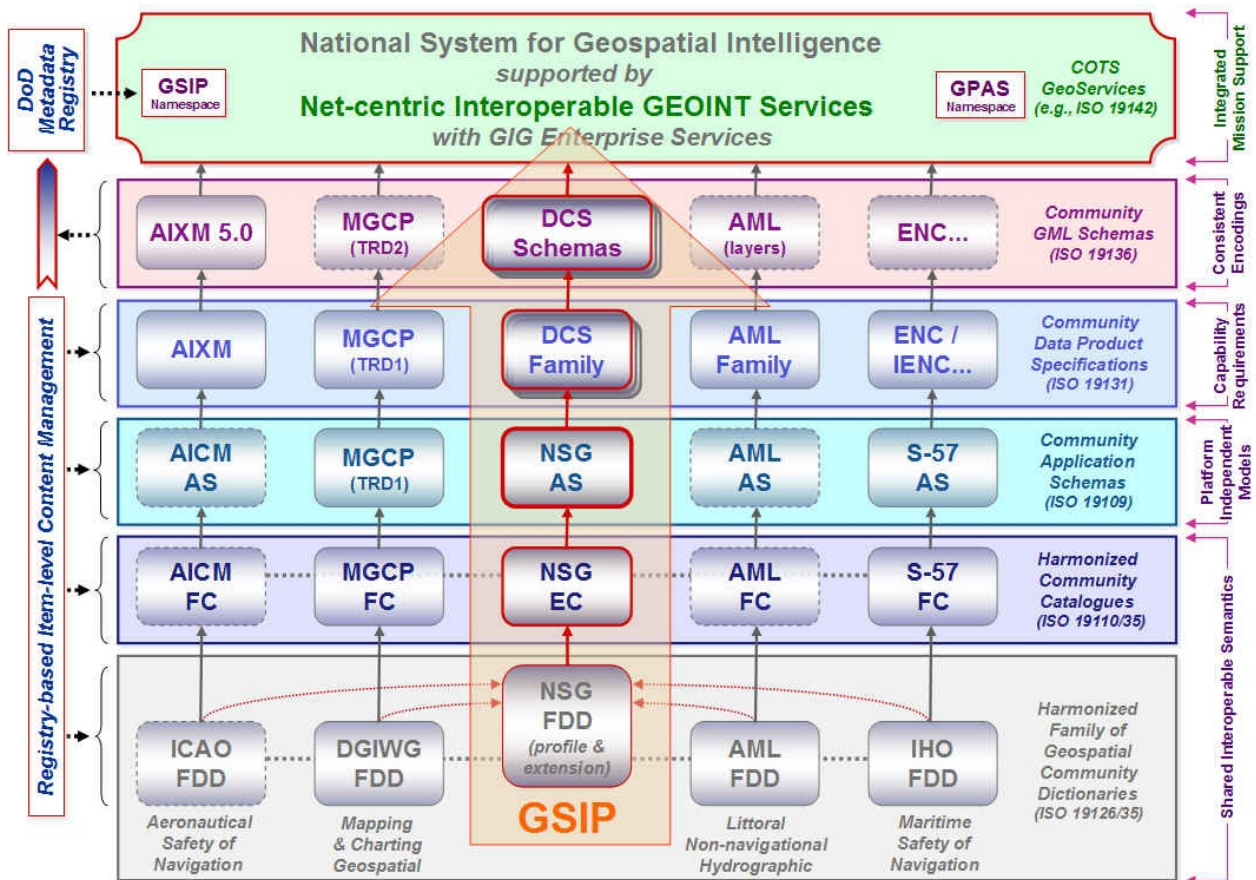 DoD
Metadata
Registry
National System for Geospatial Intelligence
supported by
Net-centric Interoperable GEOINT Services
with GIG Enterprise Services
GSIP
Namespace
GPAS
Namespace
COTS
GeoServices
(e.g., ISO 19142)
Integrated
Mission Support
AIXM 5.0
MGCP
(TRD2)
DCS
Schemas
AML
(layers)
ENC...
Community
GML Schemas
(ISO 19136)
Consistent
Encodings
Registry-based Item-level Content Management
AIXM
MGCP
(TRD1)
DCS
Family
AML
Family
ENC /
IENC...
Community
Data Product
Specifications
(ISO 19131)
Capability
Requirements
AICM
AS
MGCP
(TRD1)
NSG
AS
AML
AS
S-57
AS
Community
Application
Schemas
(ISO 19109)
Platform
Independent
Models
AICM
FC
MGCP
FC
NSG
EC
AML
FC
S-57
FC
Harmonized
Community
Catalogues
(ISO 19110/35)
Shared Interoperable Semantics
ICAO
FDD
DGIWG
FDD
NSG
FDD
(profile &
extension)
AML
FDD
IHO
FDD
Harmonized
Family of
Geospatial
Community
Dictionaries
(ISO 19126/35)
GSIP
Aeronautical
Safety of
Navigation
Mapping
& Charting
Geospatial
Littoral
Non-navigational
Hydrographic
Maritime
Safety of
Navigation